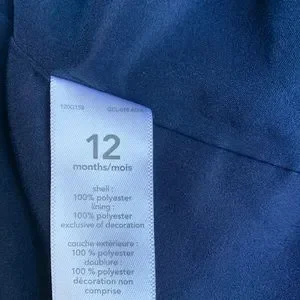 12
months/mois
shell :
100% polyester
lining :
100% polyester
exclusive of decoration
couche extérieure :
100 % polyester
doublure :
100 % polyester
décoration non
comprise